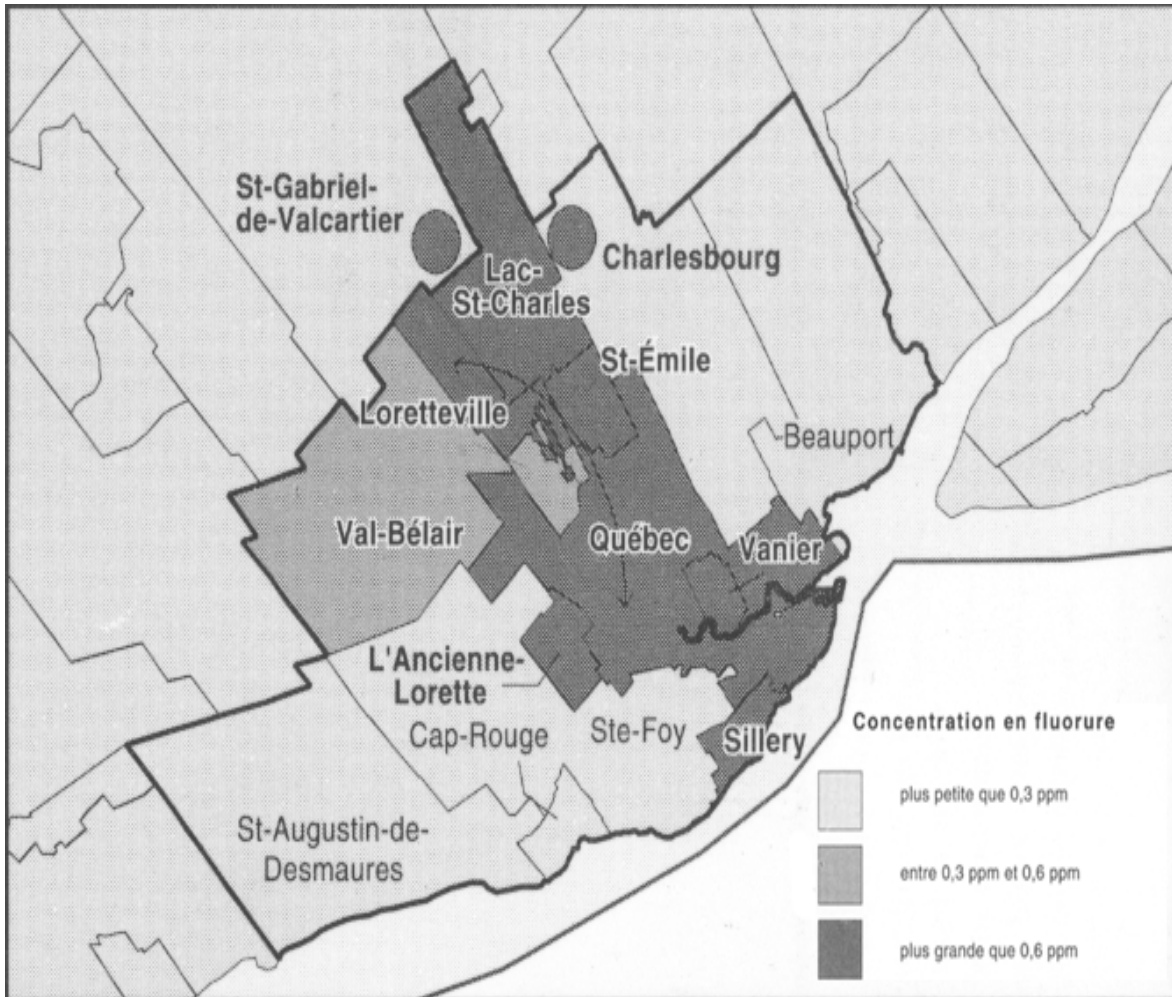 St-Gabriel-
de-Valcartier
Charlesbourg
Lac-
St-Charles
St-Émile
Loretteville
Beauport
Val-Bélair
Québec
Vanier
L'Ancienne-
Lorette
Cap-Rouge
Ste-Foy
Sillery
St-Augustin-de-
Desmaures
Concentration en fluorure
plus petite que 0,3 ppm
entre 0,3 ppm et 0,6 ppm
plus grande que 0,6 ppm